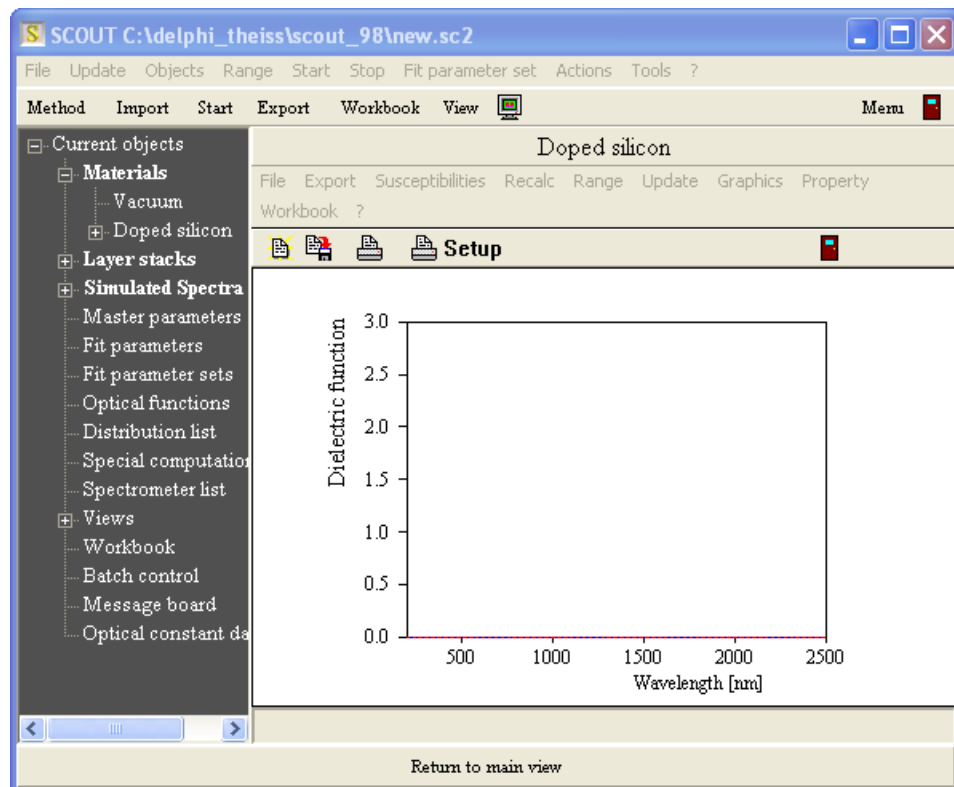 SCOUT C:\delphi_theiss\scout_98\new.sc2
File Update Objects Range Start Stop Fit parameter set Actions Tools ?
Method Import Start Export Workbook View Menu
Current objects
Materials
Vacuum
Doped silicon
Layer stacks
Simulated Spectra
Master parameters
Fit parameters
Fit parameter sets
Optical functions
Distribution list
Special computation
Spectrometer list
Views
Workbook
Batch control
Message board
Optical constant da
Doped silicon
File Export Susceptibilities Recalc Range Update Graphics Property
Workbook ?
Setup
Dielectric function
3.0
2.5
2.0
1.5
1.0
0.5
0.0
500 1000 1500 2000 2500
Wavelength [nm]
Return to main view